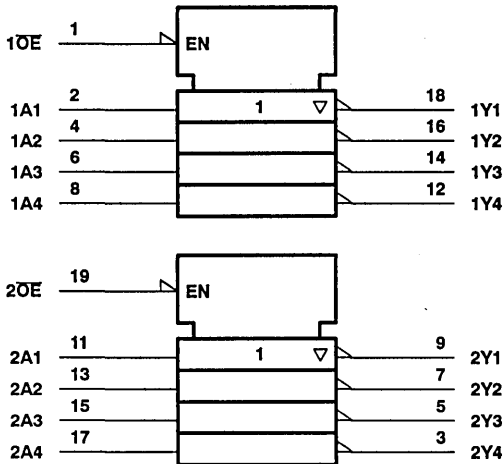 1
1O̅E̅ EN
2 18
1A1 1 ▽ 1Y1
4 16
1A2 1Y2
6 14
1A3 1Y3
8 12
1A4 1Y4
19
2O̅E̅ EN
11 9
2A1 1 ▽ 2Y1
13 7
2A2 2Y2
15 5
2A3 2Y3
17 3
2A4 2Y4